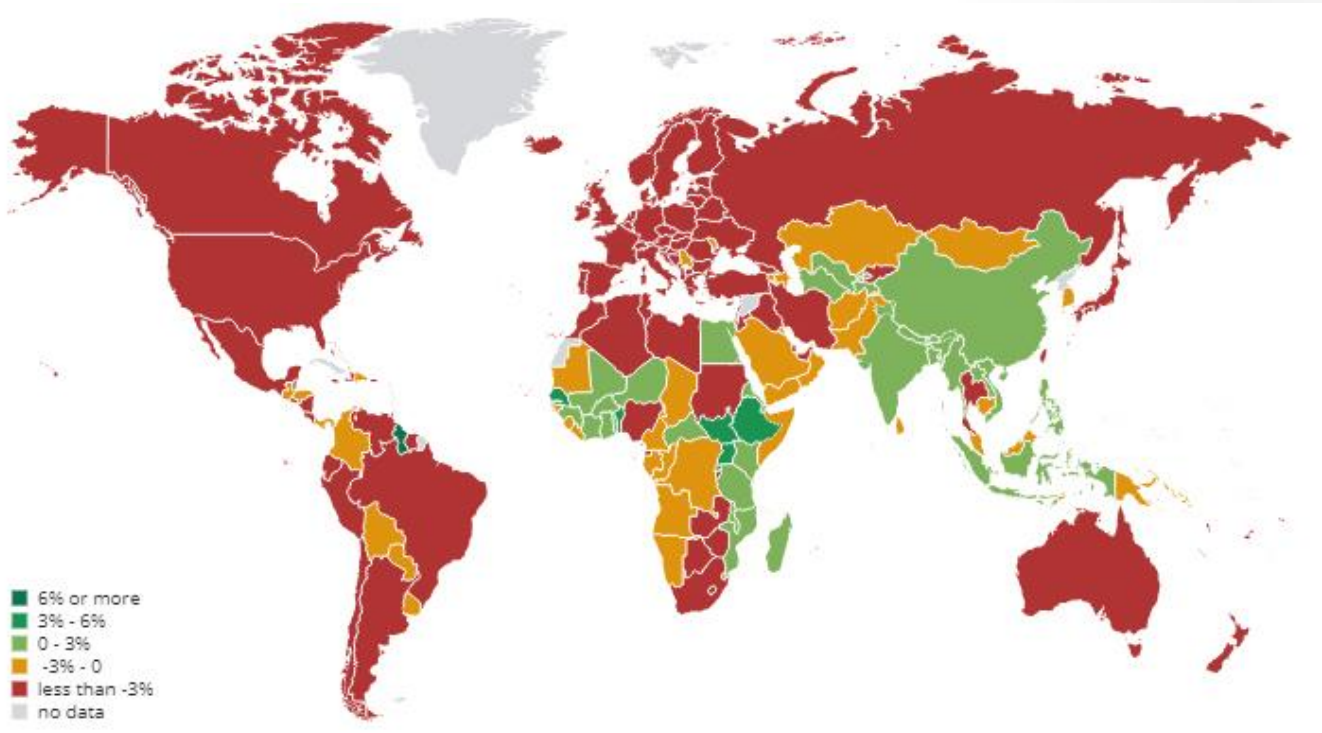 6% or more
3% - 6%
0 - 3%
-3% - 0
less than -3%
no data